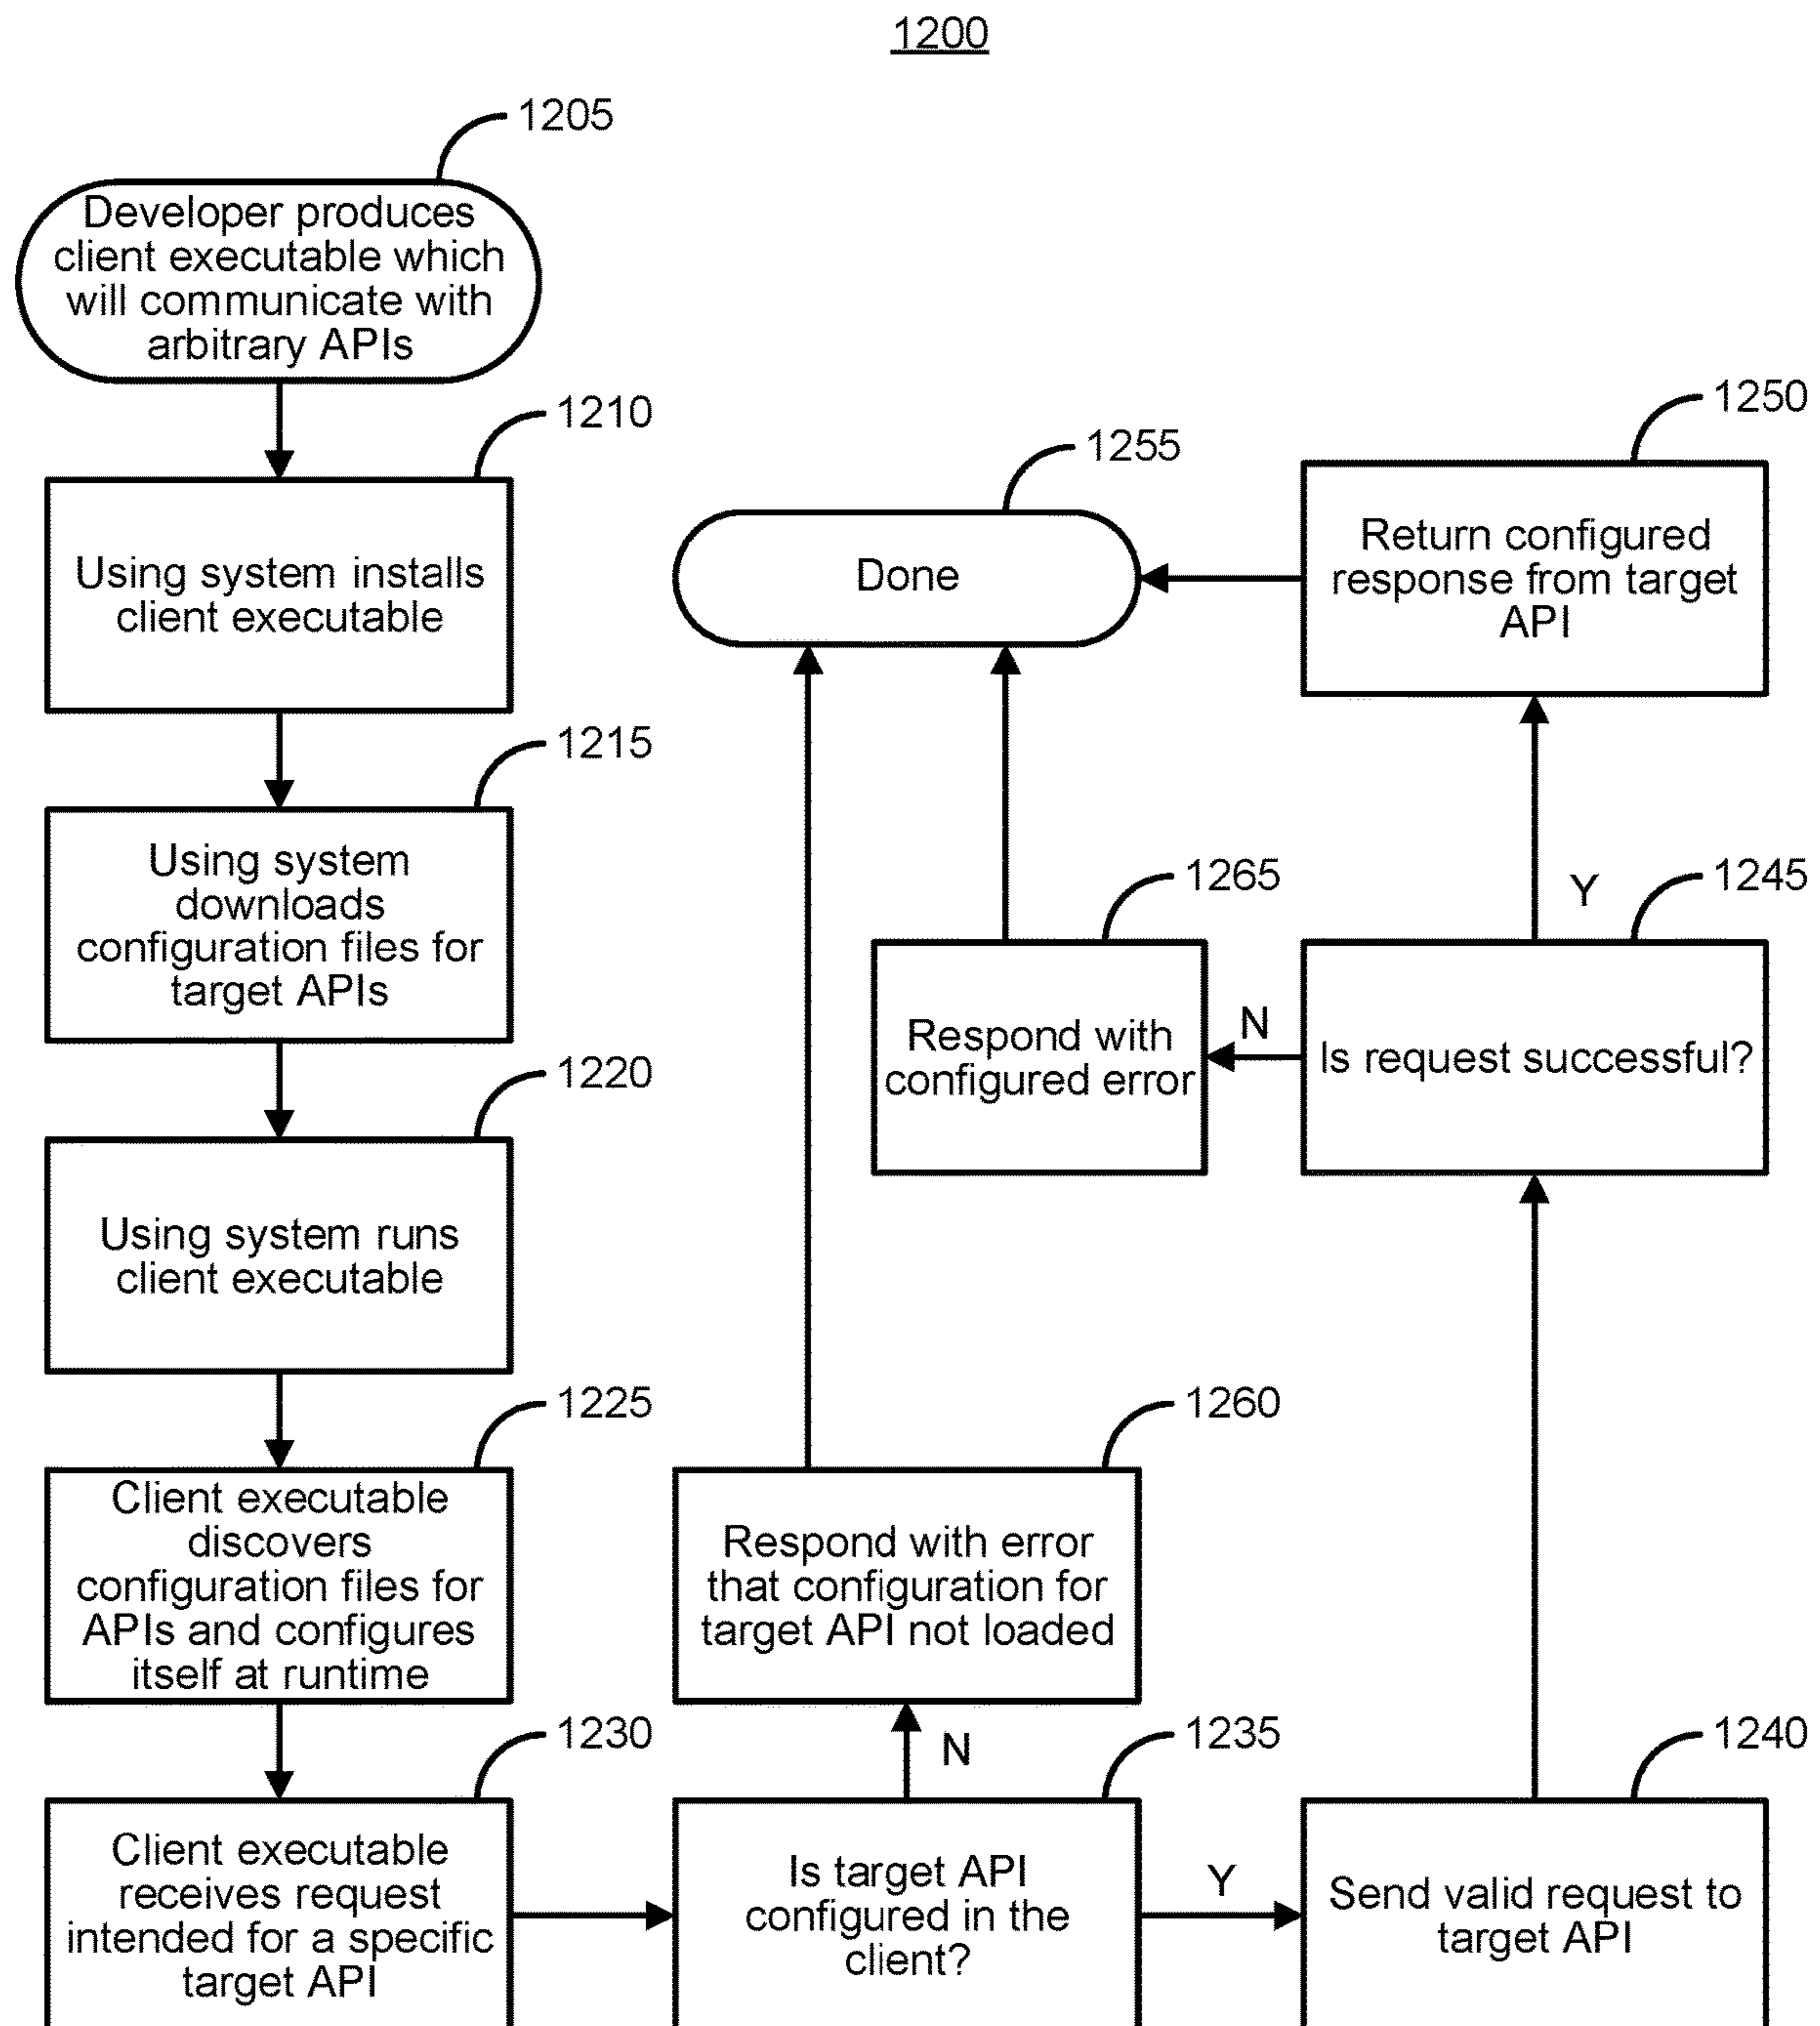 1200
1205
Developer produces
client executable which
will communicate with
arbitrary APIs
1210
Using system installs
client executable
1215
Using system
downloads
configuration files for
target APIs
1220
Using system runs
client executable
1225
Client executable
discovers
configuration files for
APIs and configures
itself at runtime
1230
Client executable
receives request
intended for a specific
target API
1235
Is target API
configured in the
client?
N
Y
1260
Respond with error
that configuration for
target API not loaded
1240
Send valid request to
target API
1245
Is request successful?
N
Y
1265
Respond with
configured error
1250
Return configured
response from target
API
1255
Done